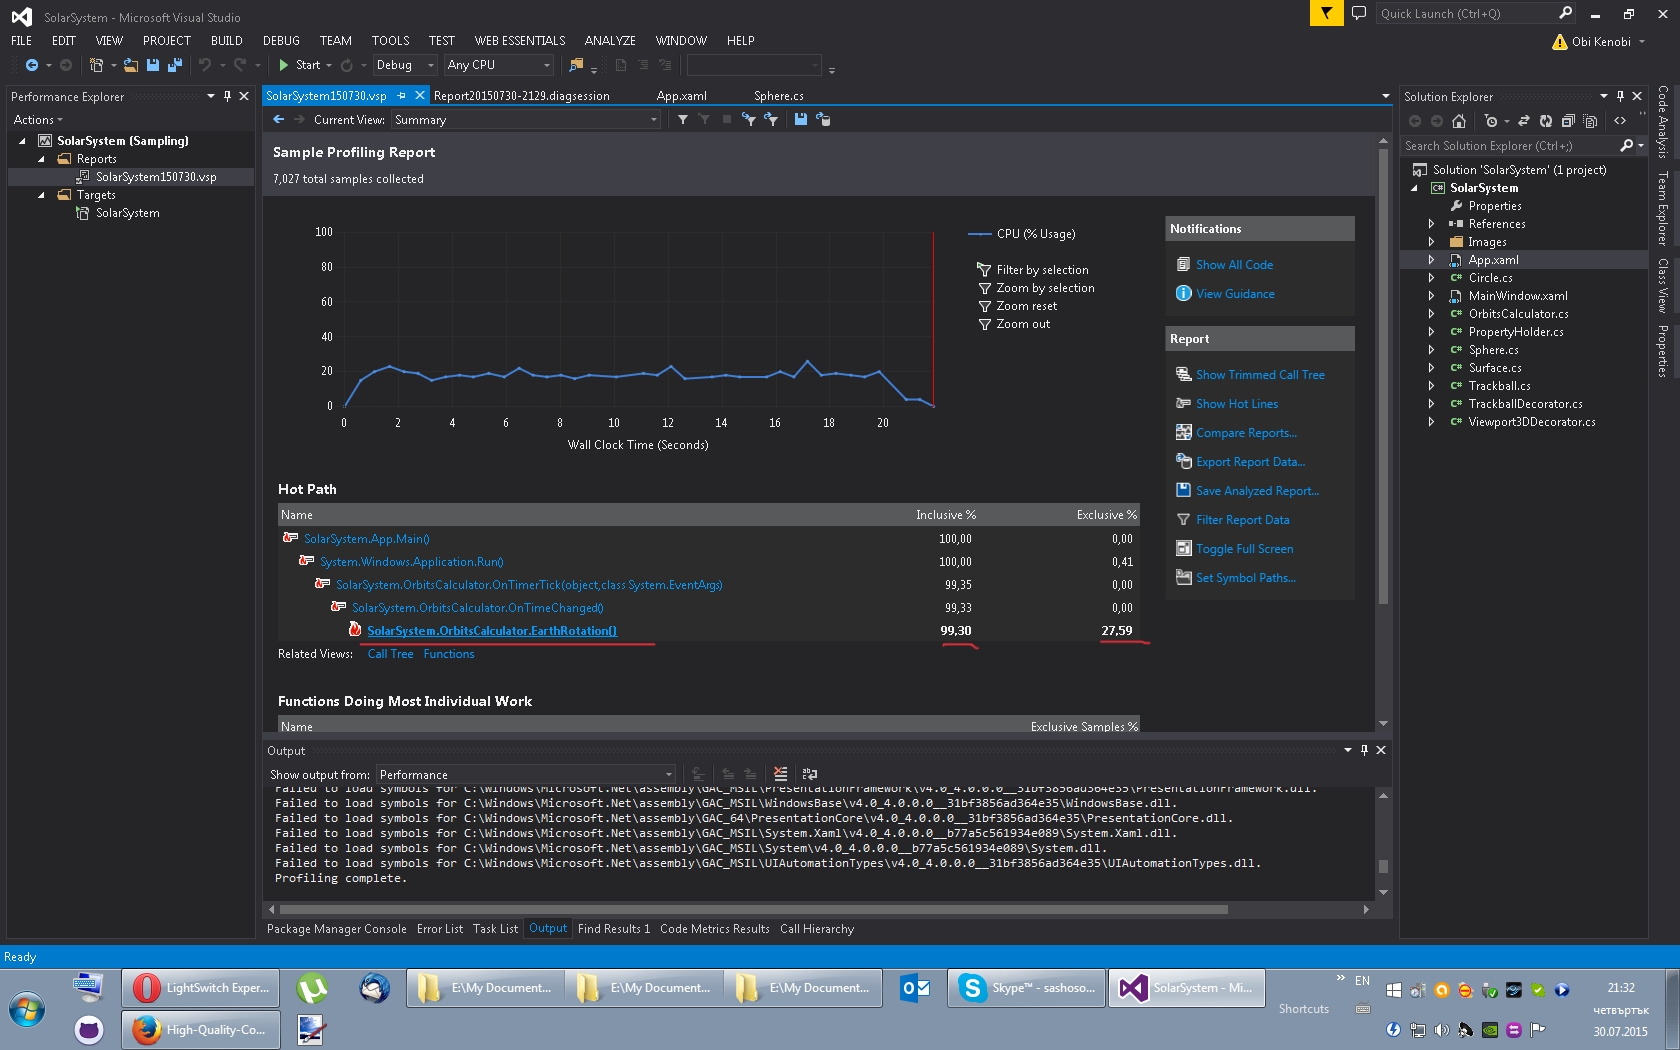 SolarSystem - Microsoft Visual Studio
Quick Launch (Ctrl+Q)
FILE EDIT VIEW PROJECT BUILD DEBUG TEAM TOOLS TEST WEB ESSENTIALS ANALYZE WINDOW HELP
Obi Kenobi
Start Debug Any CPU
Performance Explorer
Actions
SolarSystem (Sampling)
Reports
SolarSystem150730.vsp
Targets
SolarSystem
SolarSystem150730.vsp Report20150730-2129.diagsession App.xaml Sphere.cs
Current View: Summary
Sample Profiling Report
7,027 total samples collected
100
80
60
40
20
0
0 2 4 6 8 10 12 14 16 18 20
Wall Clock Time (Seconds)
CPU (% Usage)
Filter by selection
Zoom by selection
Zoom reset
Zoom out
Notifications
Show All Code
View Guidance
Report
Show Trimmed Call Tree
Show Hot Lines
Compare Reports...
Export Report Data...
Save Analyzed Report...
Filter Report Data
Toggle Full Screen
Set Symbol Paths...
Hot Path
Name Inclusive % Exclusive %
SolarSystem.App.Main() 100,00 0,00
System.Windows.Application.Run() 100,00 0,41
SolarSystem.OrbitsCalculator.OnTimerTick(object,class System.EventArgs) 99,35 0,00
SolarSystem.OrbitsCalculator.OnTimeChanged() 99,33 0,00
SolarSystem.OrbitsCalculator.EarthRotation() 99,30 27,59
Related Views: Call Tree Functions
Functions Doing Most Individual Work
Name Exclusive Samples %
Output
Show output from: Performance
Failed to load symbols for C:\Windows\Microsoft.Net\assembly\GAC_MSIL\PresentationFramework\v4.0_4.0.0.0__31bf3856ad364e35\PresentationFramework.dll.
Failed to load symbols for C:\Windows\Microsoft.Net\assembly\GAC_MSIL\WindowsBase\v4.0_4.0.0.0__31bf3856ad364e35\WindowsBase.dll.
Failed to load symbols for C:\Windows\Microsoft.Net\assembly\GAC_64\PresentationCore\v4.0_4.0.0.0__31bf3856ad364e35\PresentationCore.dll.
Failed to load symbols for C:\Windows\Microsoft.Net\assembly\GAC_MSIL\System.Xaml\v4.0_4.0.0.0__b77a5c561934e089\System.Xaml.dll.
Failed to load symbols for C:\Windows\Microsoft.Net\assembly\GAC_MSIL\System\v4.0_4.0.0.0__b77a5c561934e089\System.dll.
Failed to load symbols for C:\Windows\Microsoft.Net\assembly\GAC_MSIL\UIAutomationTypes\v4.0_4.0.0.0__31bf3856ad364e35\UIAutomationTypes.dll.
Profiling complete.
Package Manager Console Error List Task List Output Find Results 1 Code Metrics Results Call Hierarchy
Solution Explorer
Search Solution Explorer (Ctrl+;)
Solution 'SolarSystem' (1 project)
SolarSystem
Properties
References
Images
App.xaml
Circle.cs
MainWindow.xaml
OrbitsCalculator.cs
PropertyHolder.cs
Sphere.cs
Surface.cs
Trackball.cs
TrackballDecorator.cs
Viewport3DDecorator.cs
Code Analysis
Team Explorer
Class View
Properties
Ready
LightSwitch Exper...
E:\My Document...
E:\My Document...
E:\My Document...
Skype™ - sashoso...
SolarSystem - Mi...
High-Quality-Co...
EN
Shortcuts
21:32
четвъртък
30.07.2015